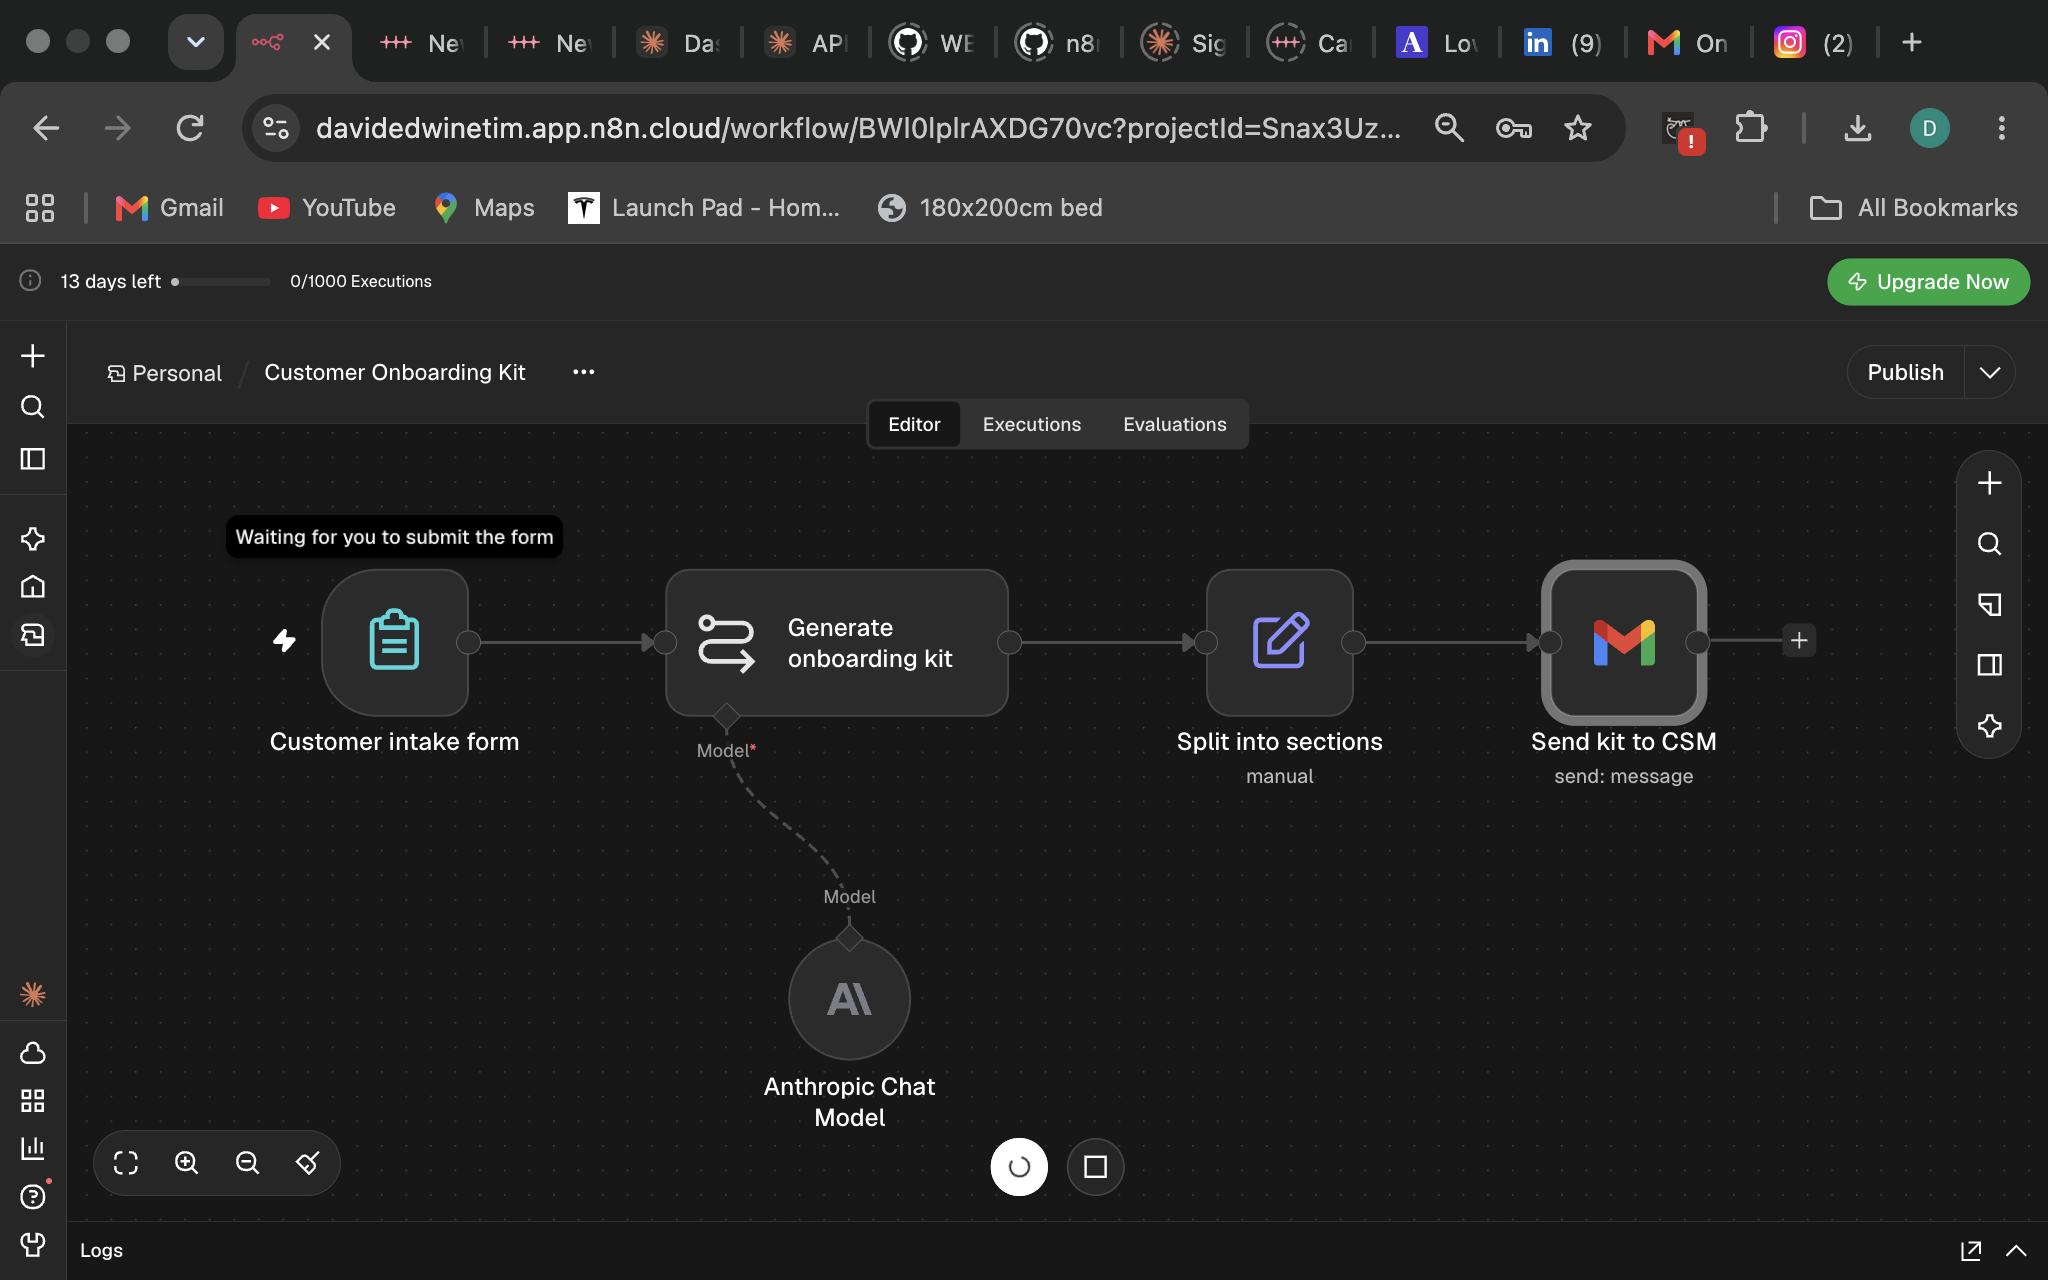 Ne
Ne
Da
API
WE
n8
Sig
Ca
A
Lo
in
(9)
On
(2)
davidedwinetim.app.n8n.cloud/workflow/BWl0lplrAXDG70vc?projectId=Snax3Uz...
!
D
Gmail
YouTube
Maps
Launch Pad - Hom...
180x200cm bed
All Bookmarks
13 days left
0/1000 Executions
Upgrade Now
Personal / Customer Onboarding Kit
Publish
Editor
Executions
Evaluations
Waiting for you to submit the form
Generate
onboarding kit
Customer intake form
Model*
Split into sections
manual
Send kit to CSM
send: message
Model
Anthropic Chat
Model
Logs